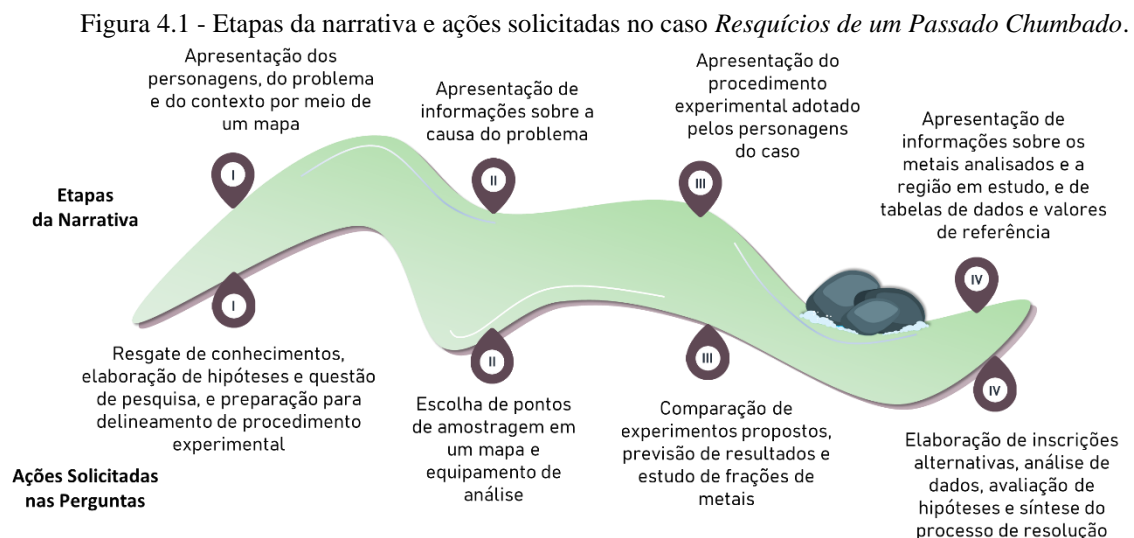 Figura 4.1 - Etapas da narrativa e ações solicitadas no caso Resquícios de um Passado Chumbado.
Apresentação dos
personagens, do problema
e do contexto por meio de
um mapa
Apresentação de
informações sobre a
causa do problema
Apresentação do
procedimento
experimental adotado
pelos personagens
do caso
Apresentação de
informações sobre os
metais analisados e a
região em estudo, e de
tabelas de dados e valores
de referência
Etapas
da Narrativa
I
II
III
IV
I
II
III
IV
Resgate de conhecimentos,
elaboração de hipóteses e questão
de pesquisa, e preparação para
delineamento de procedimento
experimental
Escolha de pontos
de amostragem em
um mapa e
equipamento de
análise
Comparação de
experimentos propostos,
previsão de resultados e
estudo de frações de
metais
Elaboração de inscrições
alternativas, análise de
dados, avaliação de
hipóteses e síntese do
processo de resolução
Ações Solicitadas
nas Perguntas